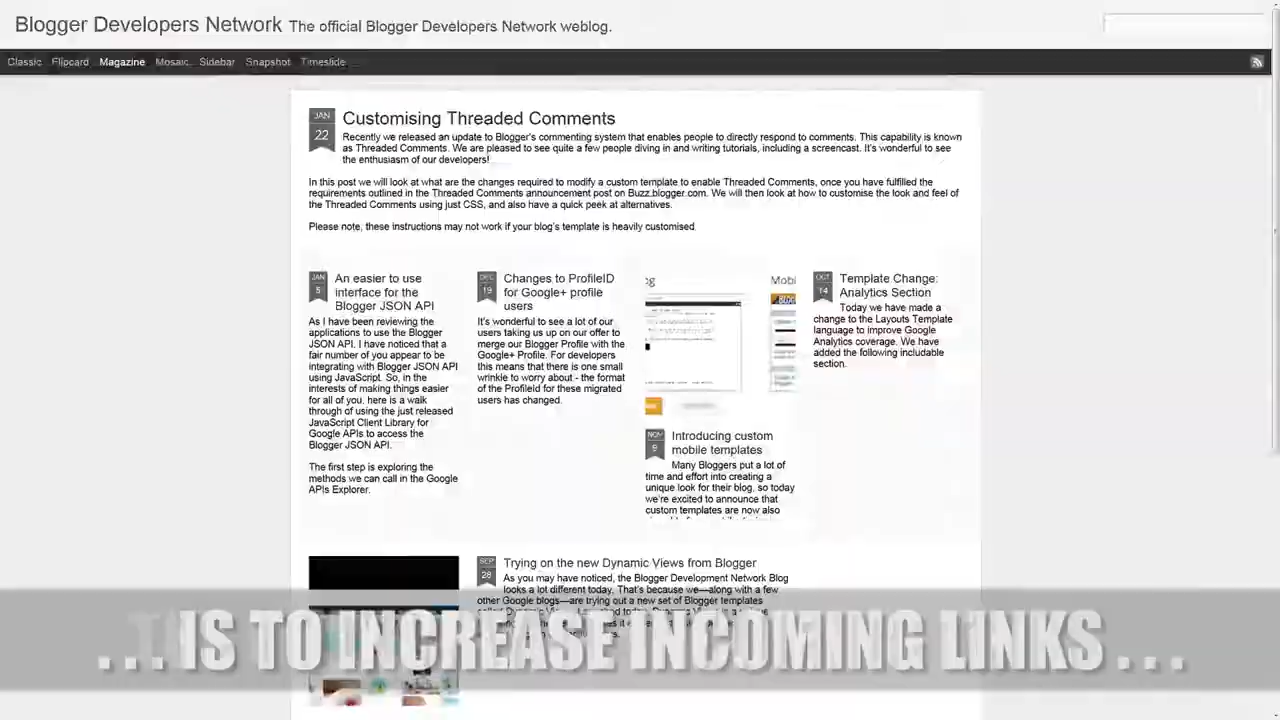 Blogger Developers Network The official Blogger Developers Network weblog.
Classic Flipcard Magazine Mosaic Sidebar Snapshot Timeslide
JAN
22
Customising Threaded Comments
Recently we released an update to Blogger's commenting system that enables people to directly respond to comments. This capability is known
as Threaded Comments. We are pleased to see quite a few people diving in and writing tutorials, including a screencast. It's wonderful to see
the enthusiasm of our developers!
In this post we will look at what are the changes required to modify a custom template to enable Threaded Comments, once you have fulfilled the
requirements outlined in the Threaded Comments announcement post on Buzz.blogger.com. We will then look at how to customise the look and feel of
the Threaded Comments using just CSS, and also have a quick peek at alternatives.
Please note, these instructions may not work if your blog's template is heavily customised.
JAN
5
An easier to use
interface for the
Blogger JSON API
As I have been reviewing the
applications to use the Blogger
JSON API, I have noticed that a
fair number of you appear to be
integrating with Blogger JSON API
using JavaScript. So, in the
interests of making things easier
for all of you, here is a walk
through of using the just released
JavaScript Client Library for
Google APIs to access the
Blogger JSON API.
The first step is exploring the
methods we can call in the Google
APIs Explorer.
DEC
19
Changes to ProfileID
for Google+ profile
users
It's wonderful to see a lot of our
users taking us up on our offer to
merge our Blogger Profile with the
Google+ Profile. For developers
this means that there is one small
wrinkle to worry about - the format
of the ProfileId for these migrated
users has changed.
og
Mobi
NOV
9
Introducing custom
mobile templates
Many Bloggers put a lot of
time and effort into creating a
unique look for their blog, so today
we're excited to announce that
custom templates are now also
OCT
14
Template Change:
Analytics Section
Today we have made a
change to the Layouts Template
language to improve Google
Analytics coverage. We have
added the following includable
section.
SEP
28
Trying on the new Dynamic Views from Blogger
As you may have noticed, the Blogger Development Network Blog
looks a lot different today. That's because we—along with a few
other Google blogs—are trying out a new set of Blogger templates
. . . IS TO INCREASE INCOMING LINKS . . .